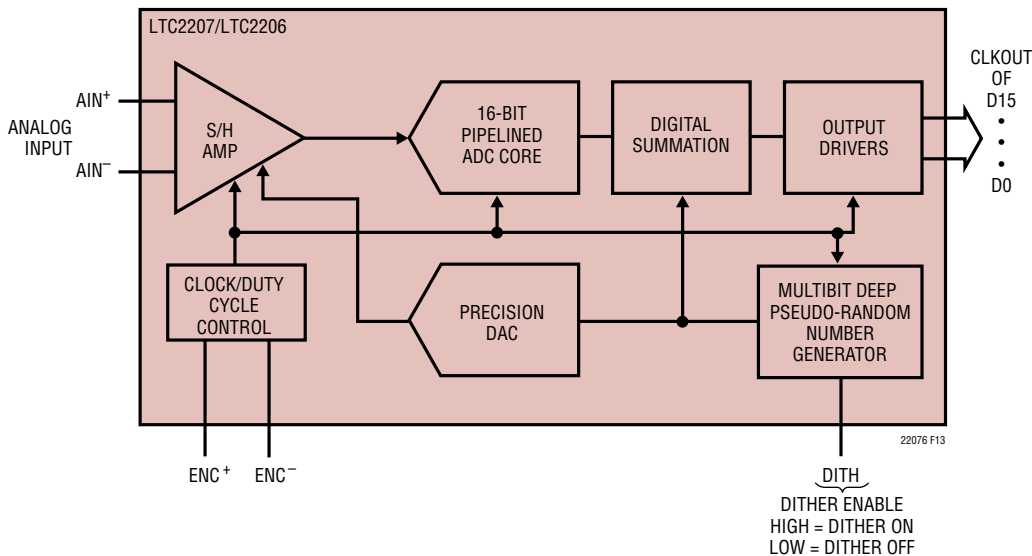 LTC2207/LTC2206
AIN+
ANALOG
INPUT
AIN−
S/H
AMP
16-BIT
PIPELINED
ADC CORE
DIGITAL
SUMMATION
OUTPUT
DRIVERS
CLKOUT
OF
D15
•
•
•
D0
CLOCK/DUTY
CYCLE
CONTROL
PRECISION
DAC
MULTIBIT DEEP
PSEUDO-RANDOM
NUMBER
GENERATOR
22076 F13
ENC+
ENC−
DITH
DITHER ENABLE
HIGH = DITHER ON
LOW = DITHER OFF